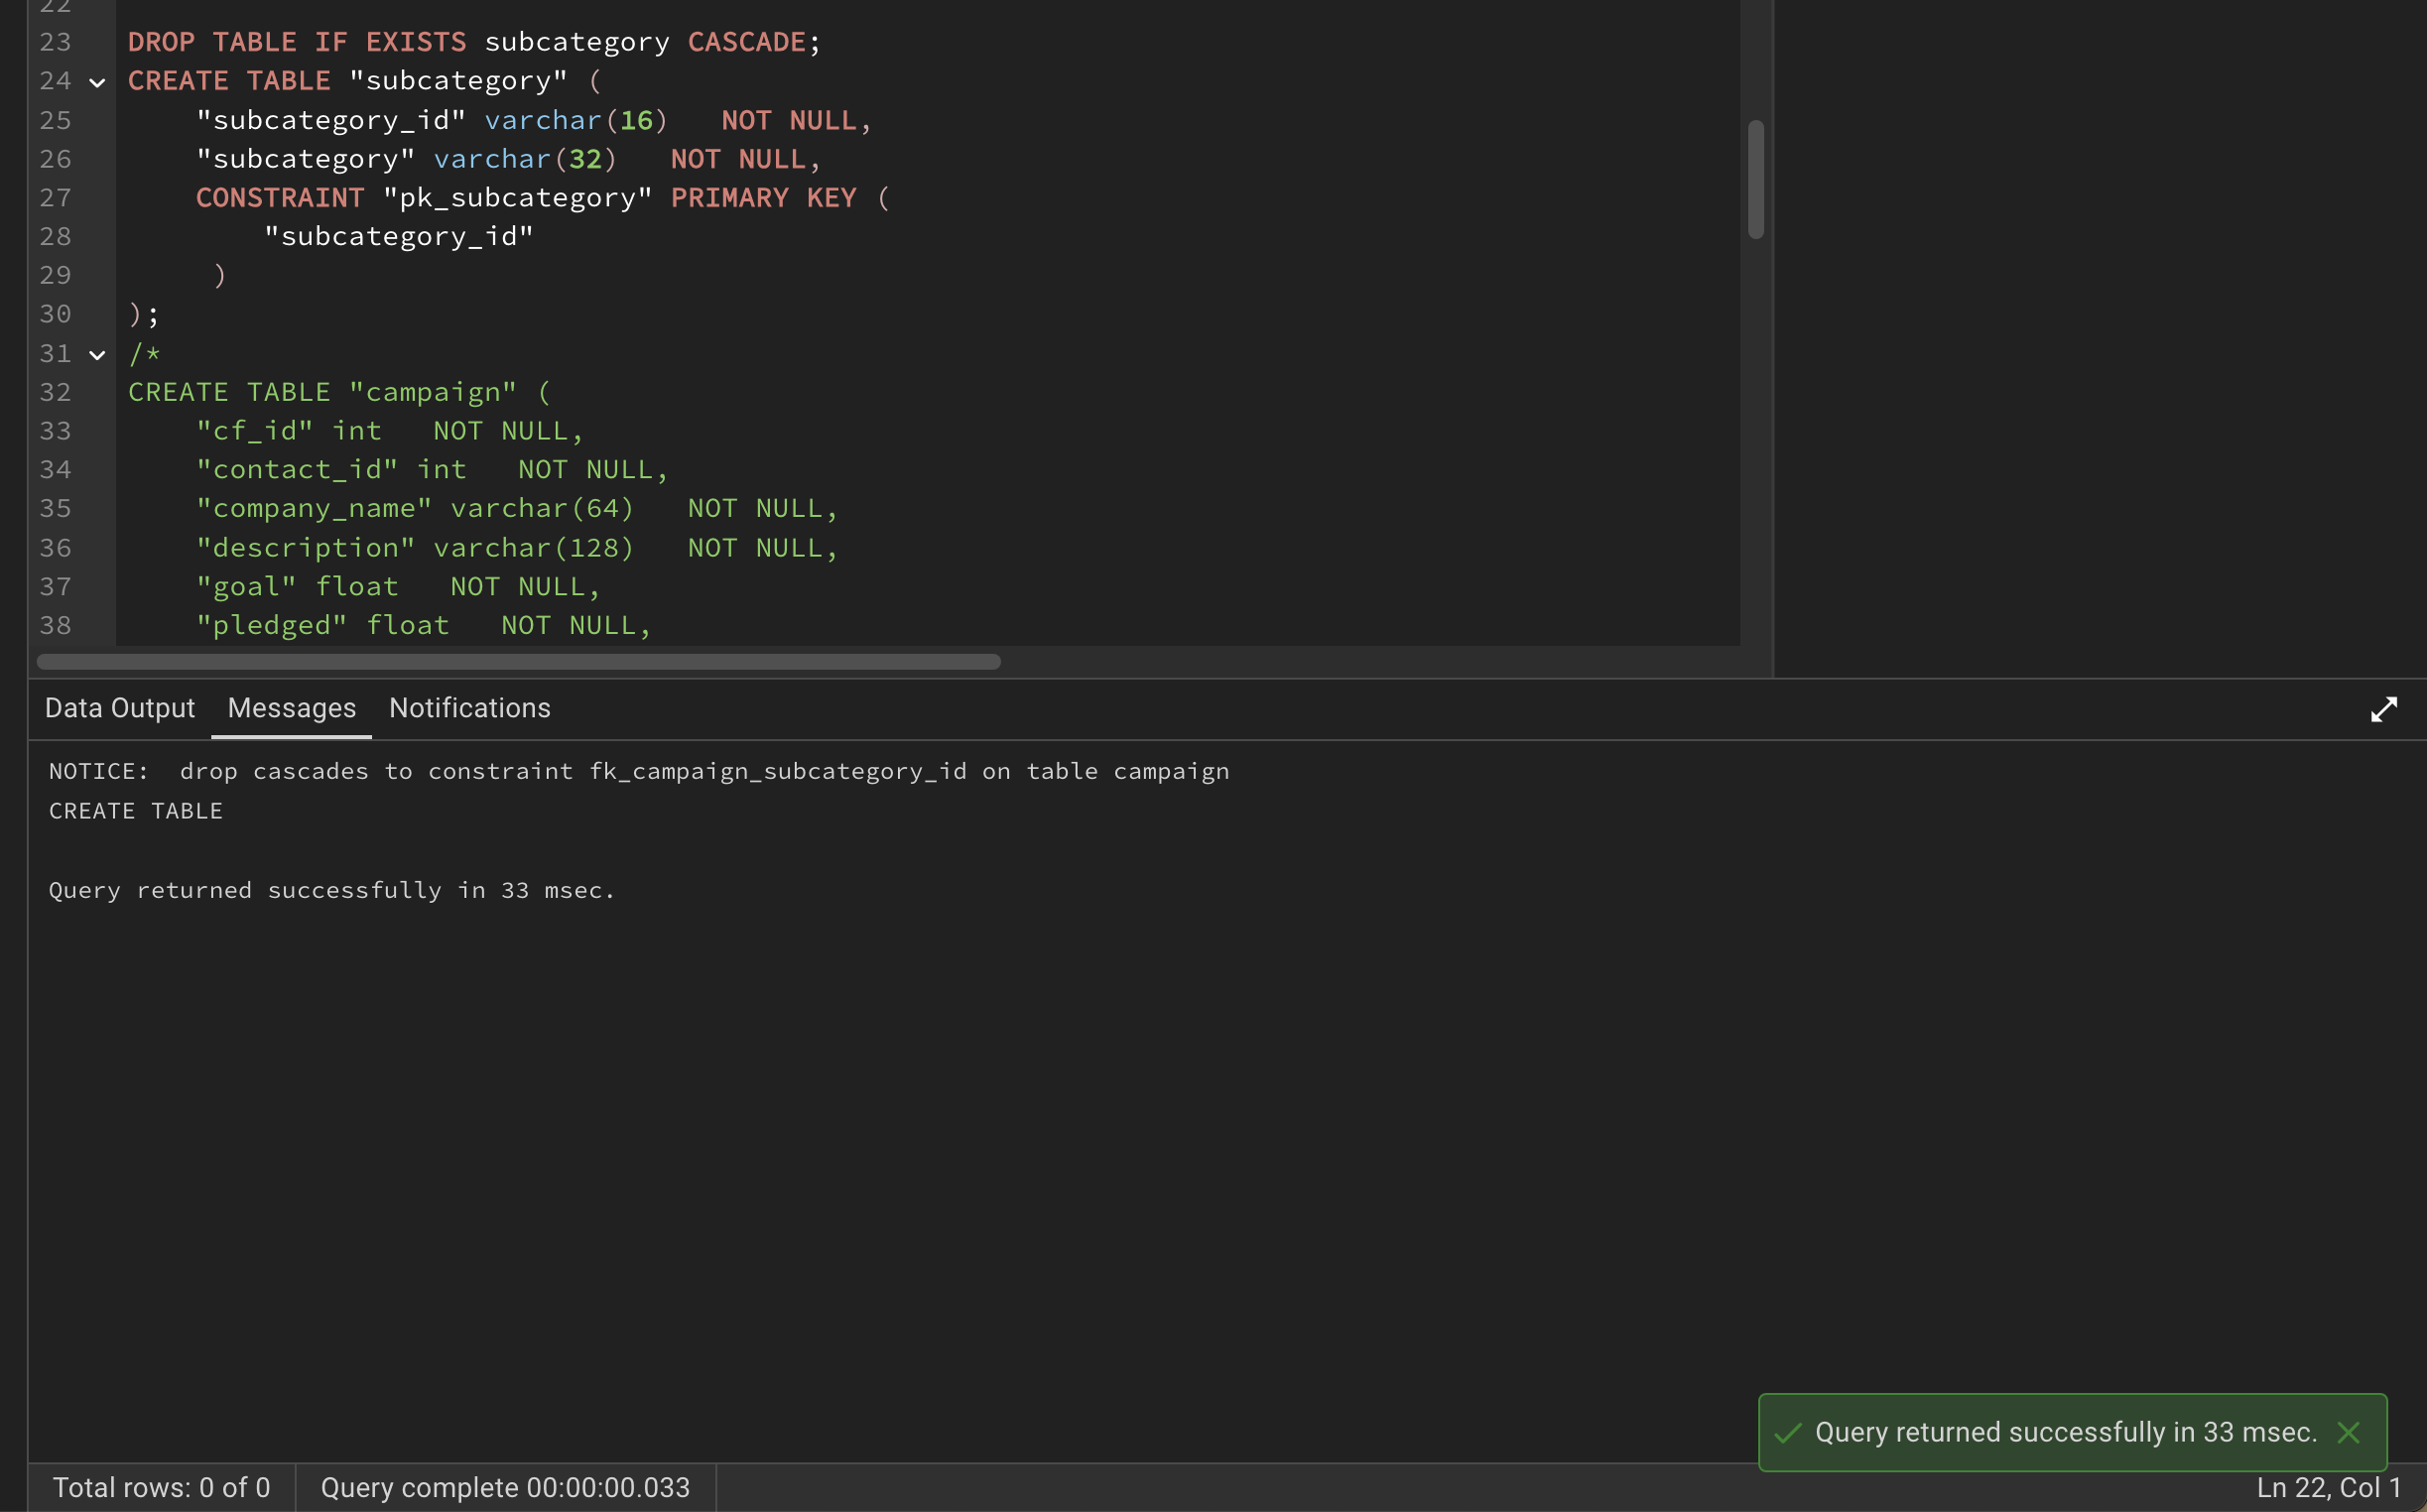 22
23 DROP TABLE IF EXISTS subcategory CASCADE;
24 CREATE TABLE "subcategory" (
25     "subcategory_id" varchar(16)   NOT NULL,
26     "subcategory" varchar(32)   NOT NULL,
27     CONSTRAINT "pk_subcategory" PRIMARY KEY (
28         "subcategory_id"
29      )
30 );
31 /*
32 CREATE TABLE "campaign" (
33     "cf_id" int   NOT NULL,
34     "contact_id" int   NOT NULL,
35     "company_name" varchar(64)   NOT NULL,
36     "description" varchar(128)   NOT NULL,
37     "goal" float   NOT NULL,
38     "pledged" float   NOT NULL,
Data Output Messages Notifications
NOTICE:  drop cascades to constraint fk_campaign_subcategory_id on table campaign
CREATE TABLE
Query returned successfully in 33 msec.
Query returned successfully in 33 msec.
Total rows: 0 of 0 Query complete 00:00:00.033 Ln 22, Col 1